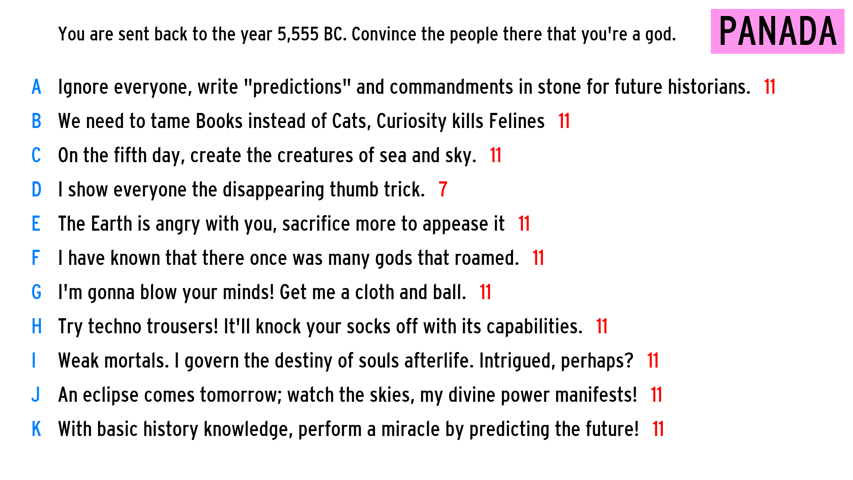 You are sent back to the year 5,555 BC. Convince the people there that you're a god.
PANADA
A Ignore everyone, write "predictions" and commandments in stone for future historians. 11
B We need to tame Books instead of Cats, Curiosity kills Felines 11
C On the fifth day, create the creatures of sea and sky. 11
D I show everyone the disappearing thumb trick. 7
E The Earth is angry with you, sacrifice more to appease it 11
F I have known that there once was many gods that roamed. 11
G I'm gonna blow your minds! Get me a cloth and ball. 11
H Try techno trousers! It'll knock your socks off with its capabilities. 11
I Weak mortals. I govern the destiny of souls afterlife. Intrigued, perhaps? 11
J An eclipse comes tomorrow; watch the skies, my divine power manifests! 11
K With basic history knowledge, perform a miracle by predicting the future! 11